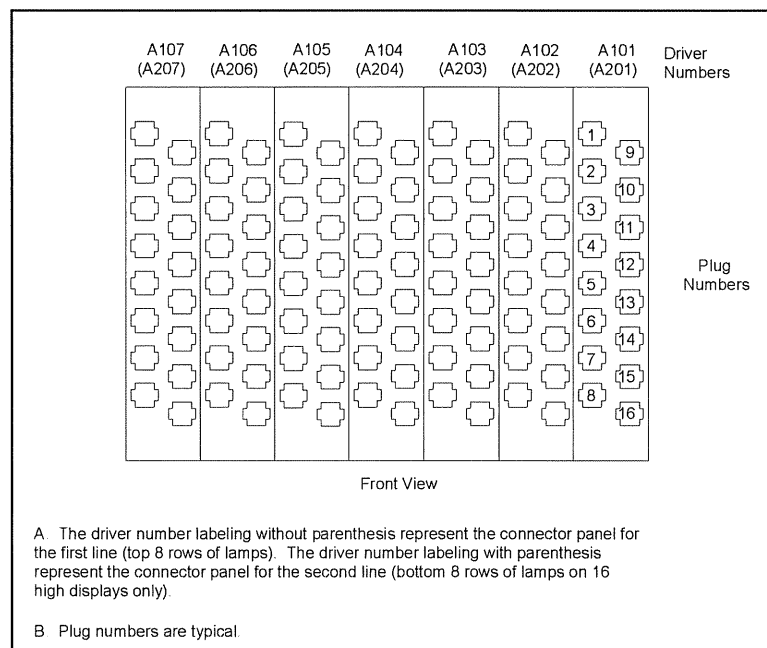 A107 A106 A105 A104 A103 A102 A101 Driver
(A207) (A206) (A205) (A204) (A203) (A202) (A201) Numbers
1
9
2
10
3
11
4
12
5
13
6
14
7
15
8
16
Plug
Numbers
Front View
A. The driver number labeling without parenthesis represent the connector panel for
the first line (top 8 rows of lamps). The driver number labeling with parenthesis
represent the connector panel for the second line (bottom 8 rows of lamps on 16
high displays only).
B Plug numbers are typical.